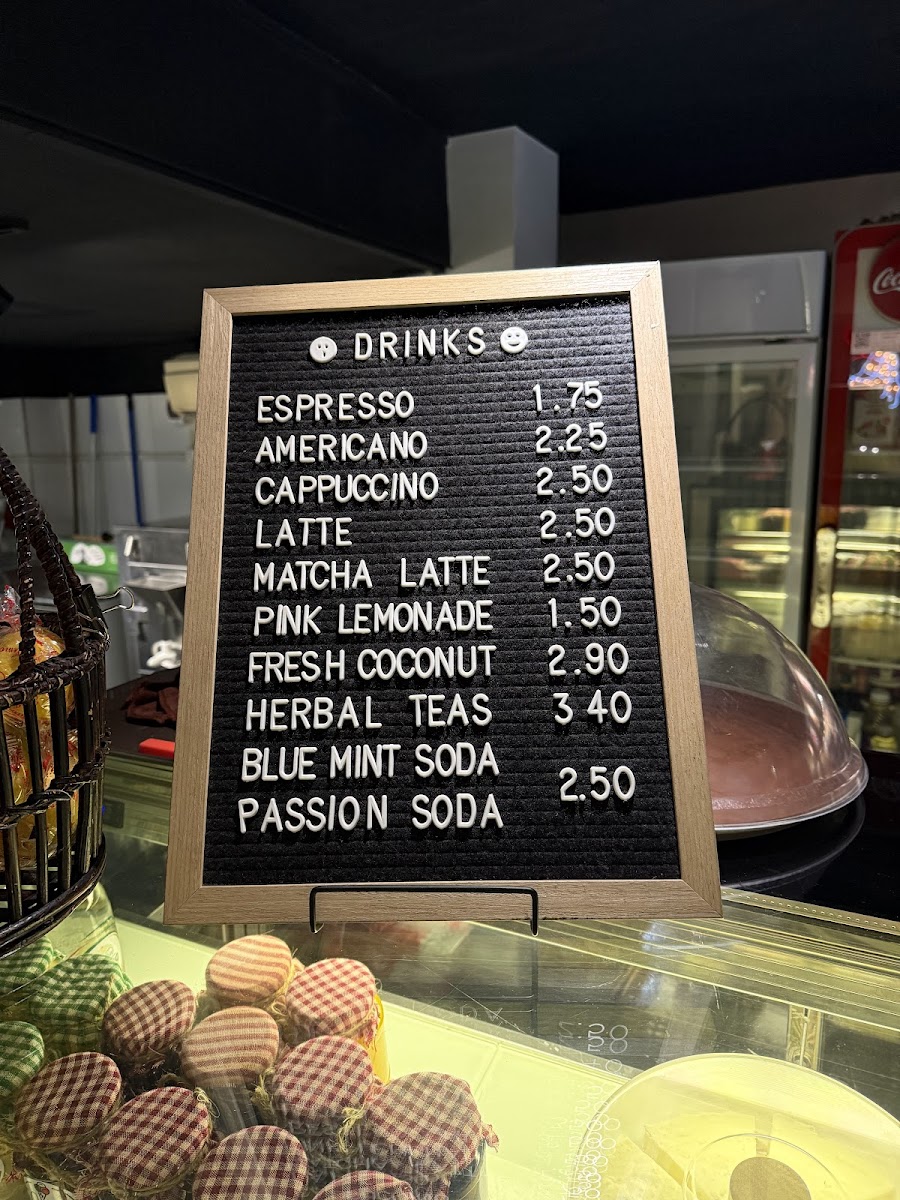 DRINKS
ESPRESSO 1.75
AMERICANO 2.25
CAPPUCCINO 2.50
LATTE 2.50
MATCHA LATTE 2.50
PINK LEMONADE 1.50
FRESH COCONUT 2.90
HERBAL TEAS 3 40
BLUE MINT SODA
2.50
PASSION SODA
Coc